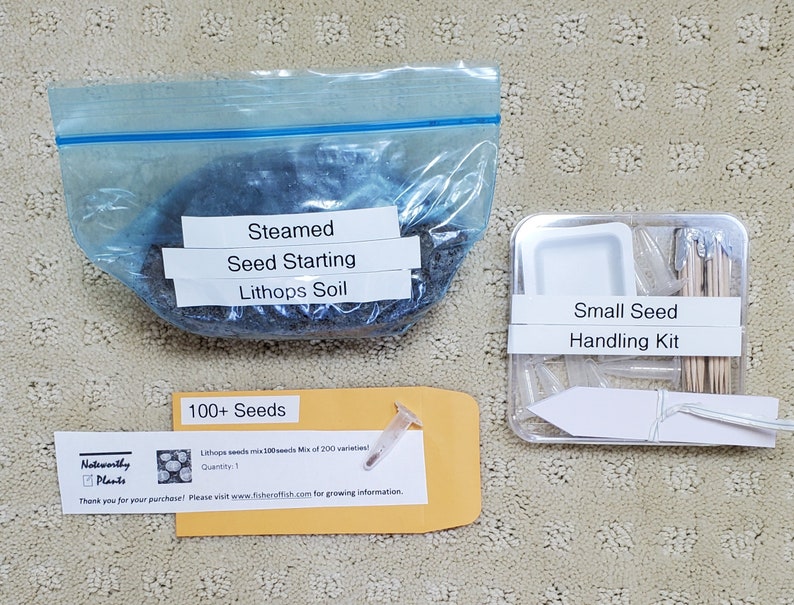 Steamed
Seed Starting
Lithops Soil
Small Seed
Handling Kit
100+ Seeds
Noteworthy
Plants
Lithops seeds mix100seeds Mix of 200 varieties!
Quantity: 1
Thank you for your purchase! Please visit www.fisheroffish.com for growing information.